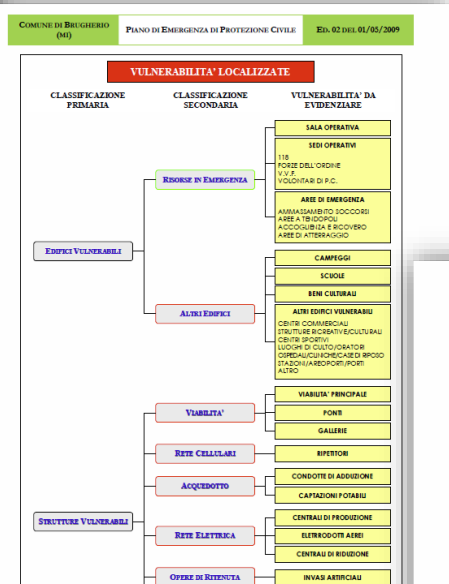 COMUNE DI BRUGHERIO
(MI)
PIANO DI EMERGENZA DI PROTEZIONE CIVILE
ED. 02 DEL 01/05/2009
VULNERABILITA' LOCALIZZATE
CLASSIFICAZIONE
PRIMARIA
CLASSIFICAZIONE
SECONDARIA
VULNERABILITA' DA
EVIDENZIARE
EDIFICI VULNERABILI
RISORSE IN EMERGENZA
SALA OPERATIVA
SEDI OPERATIVI
118
FORZE DELL'ORDINE
V.V.F.
VOLONTARI DI P.C.
AREE DI EMERGENZA
AMMASSAMENTO SOCCORSI
AREE A TENDOPOLI
ACCOGLIENZA E RICOVERO
AREE DI ATTERRAGGIO
ALTRI EDIFICI
CAMPEGGI
SCUOLE
BENI CULTURALI
ALTRI EDIFICI VULNERABILI
CENTRI COMMERCIALI
STRUTTURE RICREATIVE/CULTURALI
CENTRI SPORTIVI
LUOGHI DI CULTO/ORATORI
OSPEDALI/CLINICHE/CASE DI RIPOSO
STAZIONI/AREOPORTI/PORTI
ALTRO
STRUTTURE VULNERABILI
VIABILITA'
VIABILITA' PRINCIPALE
PONTI
GALLERIE
RETE CELLULARI
RIPETITORI
ACQUEDOTTO
CONDOTTE DI ADDUZIONE
CAPTAZIONI POTABILI
RETE ELETTRICA
CENTRALI DI PRODUZIONE
ELETTRODOTTI AEREI
CENTRALI DI RIDUZIONE
OPERE DI RITENUTA
INVASI ARTIFICIALI